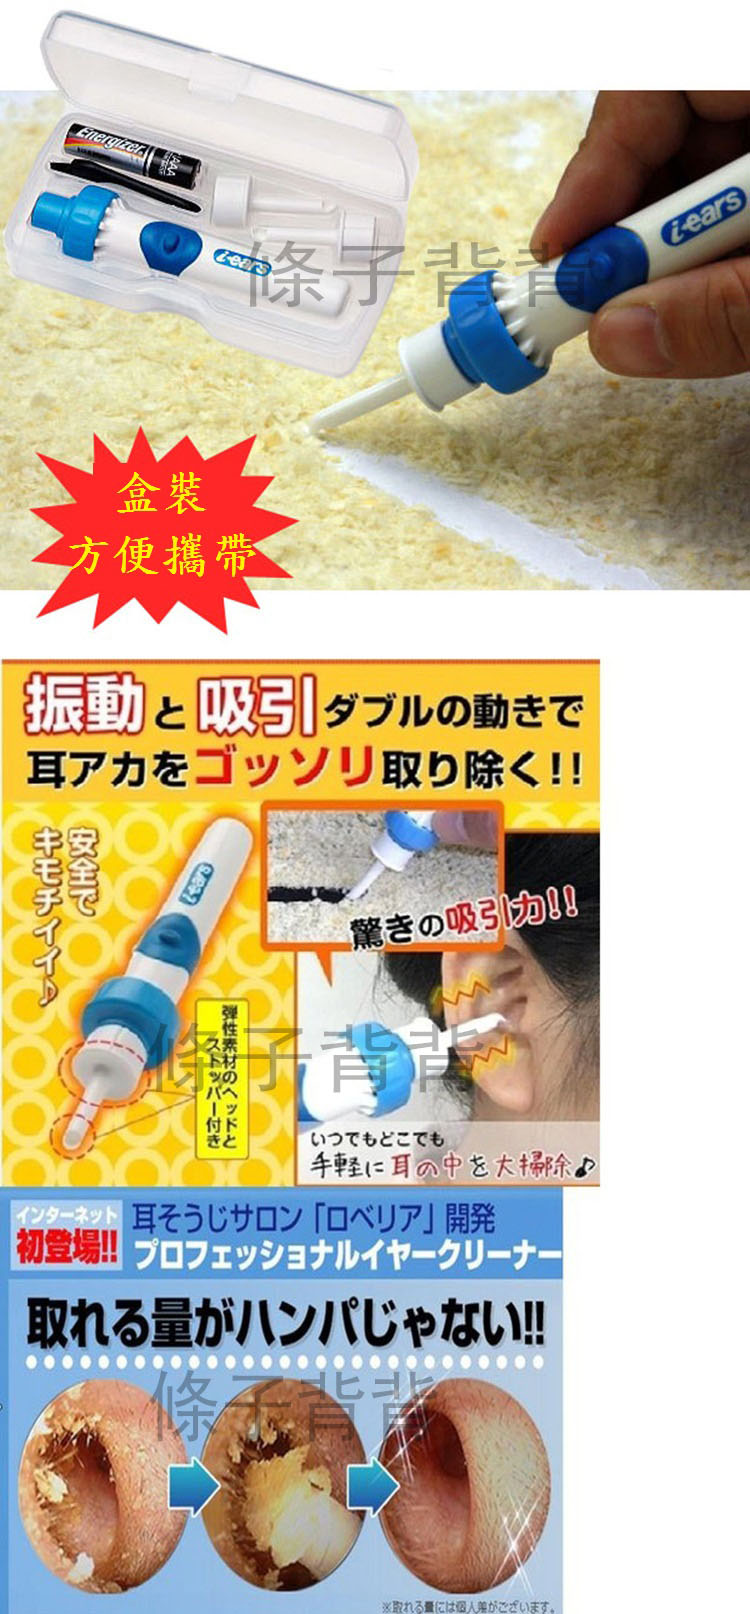 Energizer
AAA
i-ears
i-ears
條子背背
盒裝
方便攜帶
振動と吸引ダブルの動きで
耳アカをゴッソリ取り除く!!
安全で
キモチイイ♪
i-ears
驚きの吸引力!!
弾性素材のヘッドと
ストッパー付き
條子背背
いつでもどこでも
手軽に耳の中を大掃除♪
インターネット
初登場!!
耳そうじサロン「ロベリア」開発
プロフェッショナルイヤークリーナー
取れる量がハンパじゃない!!
條子背背
※取れる量には個人差がございます。